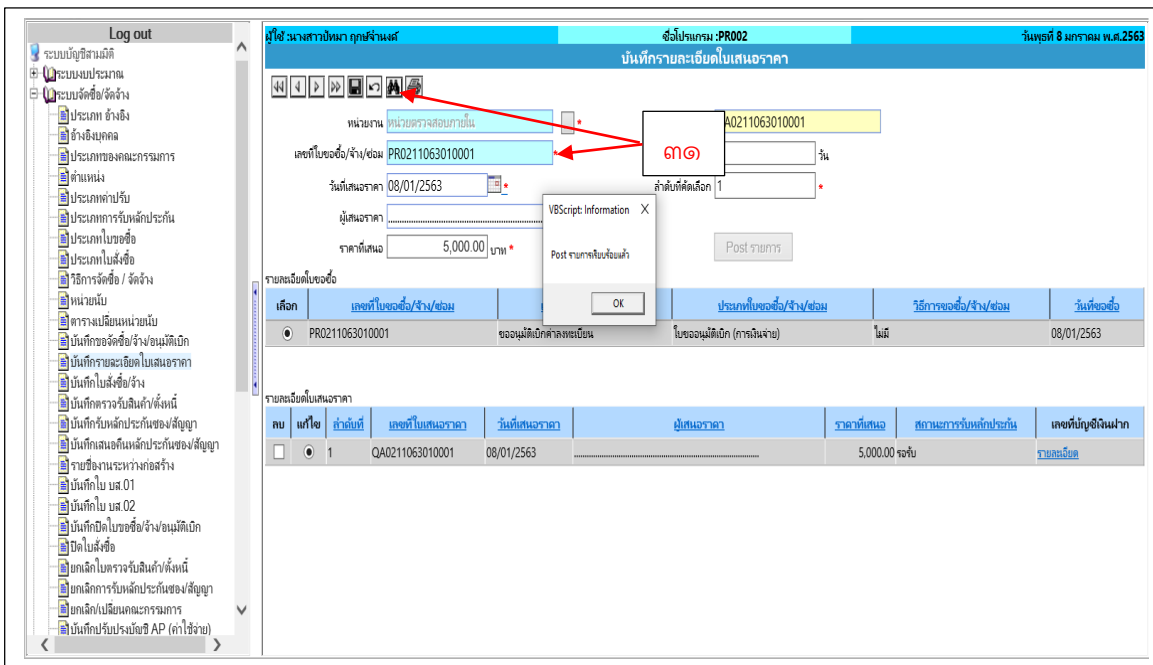 Log out
ระบบบัญชีสามมิติ
ระบบงบประมาณ
ระบบจัดซื้อ/จัดจ้าง
ประเภท อ้างอิง
อ้างอิงบุคคล
ประเภทของคณะกรรมการ
ตำแหน่ง
ประเภทค่าปรับ
ประเภทการรับหลักประกัน
ประเภทใบขอซื้อ
ประเภทใบสั่งซื้อ
วิธีการจัดซื้อ / จัดจ้าง
หน่วยนับ
ตารางเปลี่ยนหน่วยนับ
บันทึกขอจัดซื้อ/จ้าง/อนุมัติเบิก
บันทึกรายละเอียดใบเสนอราคา
บันทึกใบสั่งซื้อ/จ้าง
บันทึกตรวจรับสินค้า/ตั้งหนี้
บันทึกรับหลักประกันซอง/สัญญา
บันทึกเสนอคืนหลักประกันซอง/สัญญา
รายชื่องานระหว่างก่อสร้าง
บันทึกใบ บส.01
บันทึกใบ บส.02
บันทึกปิดใบขอซื้อ/จ้าง/อนุมัติเบิก
ปิดใบสั่งซื้อ
ยกเลิกใบตรวจรับสินค้า/ตั้งหนี้
ยกเลิกการรับหลักประกันซอง/สัญญา
ยกเลิก/เปลี่ยนคณะกรรมการ
บันทึกปรับปรุงบัญชี AP (ค่าใช้จ่าย)
ผู้ใช้ :นางสาวปัทมา ฤกษ์จำนงค์ ชื่อโปรแกรม :PR002 วันพุธที่ 8 มกราคม พ.ศ.2563
บันทึกรายละเอียดใบเสนอราคา
หน่วยงาน หน่วยตรวจสอบภายใน * A0211063010001
เลขที่ใบขอซื้อ/จ้าง/ซ่อม PR0211063010001 * ๓๑ วัน
วันที่เสนอราคา 08/01/2563 * ลำดับที่คัดเลือก 1 *
ผู้เสนอราคา
ราคาที่เสนอ 5,000.00 บาท * Post รายการ
VBScript: Information X
Post รายการเรียบร้อยแล้ว
OK
รายละเอียดใบขอซื้อ
เลือก เลขที่ใบขอซื้อ/จ้าง/ซ่อม ประเภทใบขอซื้อ/จ้าง/ซ่อม วิธีการขอซื้อ/จ้าง/ซ่อม วันที่ขอซื้อ
PR0211063010001 ขออนุมัติเบิกค่าลงทะเบียน ใบขออนุมัติเบิก (การเงินจ่าย) ไม่มี 08/01/2563
รายละเอียดใบเสนอราคา
ลบ แก้ไข ลำดับที่ เลขที่ใบเสนอราคา วันที่เสนอราคา ผู้เสนอราคา ราคาที่เสนอ สถานะการรับหลักประกัน เลขที่บัญชีเงินฝาก
1 QA0211063010001 08/01/2563 5,000.00 รอรับ รายละเอียด